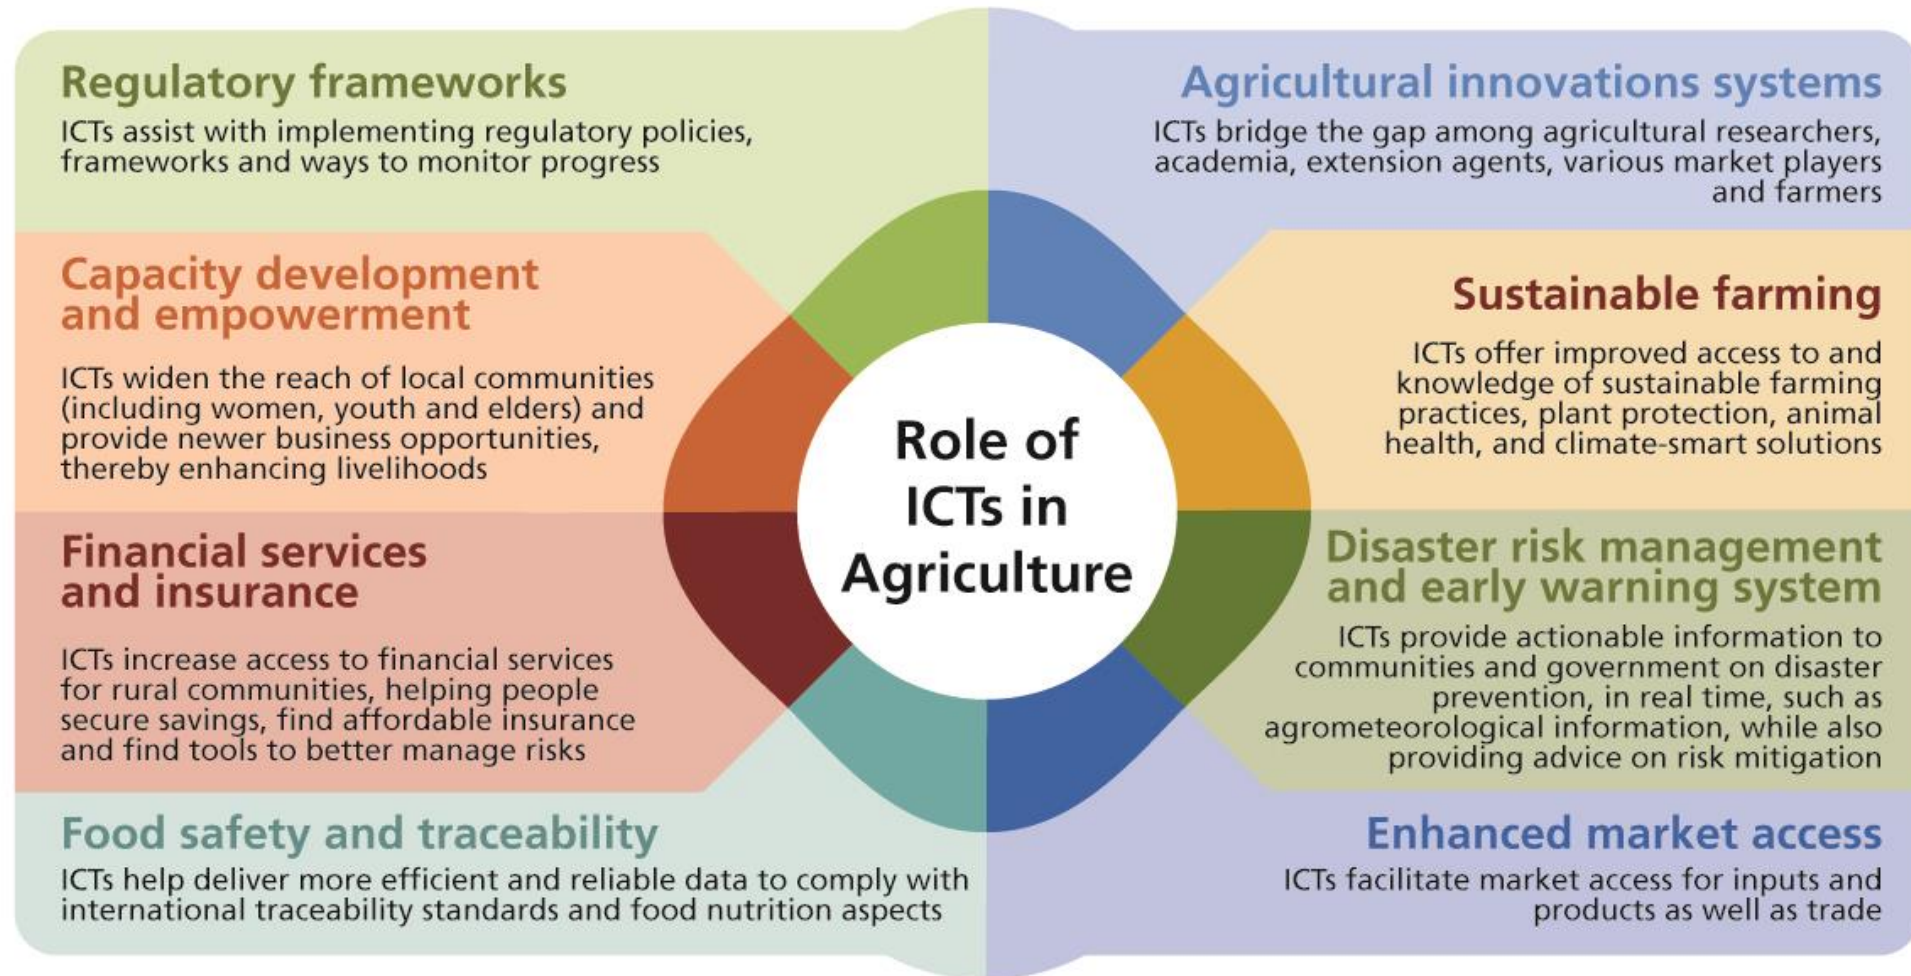 Regulatory frameworks
ICTs assist with implementing regulatory policies,
frameworks and ways to monitor progress
Capacity development
and empowerment
ICTs widen the reach of local communities
(including women, youth and elders) and
provide newer business opportunities,
thereby enhancing livelihoods
Financial services
and insurance
ICTs increase access to financial services
for rural communities, helping people
secure savings, find affordable insurance
and find tools to better manage risks
Food safety and traceability
ICTs help deliver more efficient and reliable data to comply with
international traceability standards and food nutrition aspects
Role of
ICTs in
Agriculture
Agricultural innovations systems
ICTs bridge the gap among agricultural researchers,
academia, extension agents, various market players
and farmers
Sustainable farming
ICTs offer improved access to and
knowledge of sustainable farming
practices, plant protection, animal
health, and climate-smart solutions
Disaster risk management
and early warning system
ICTs provide actionable information to
communities and government on disaster
prevention, in real time, such as
agrometeorological information, while also
providing advice on risk mitigation
Enhanced market access
ICTs facilitate market access for inputs and
products as well as trade